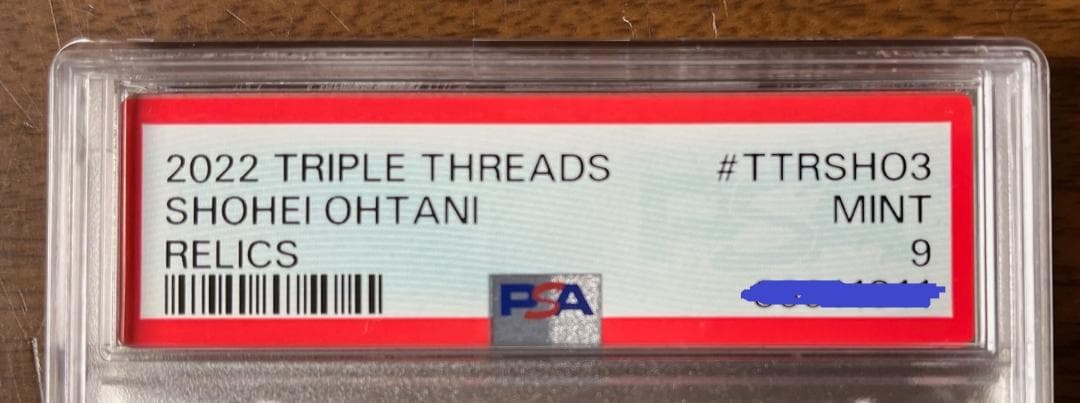 2022 TRIPLE THREADS #TTRSHO3
SHOHEI OHTANI MINT
RELICS 9
PSA